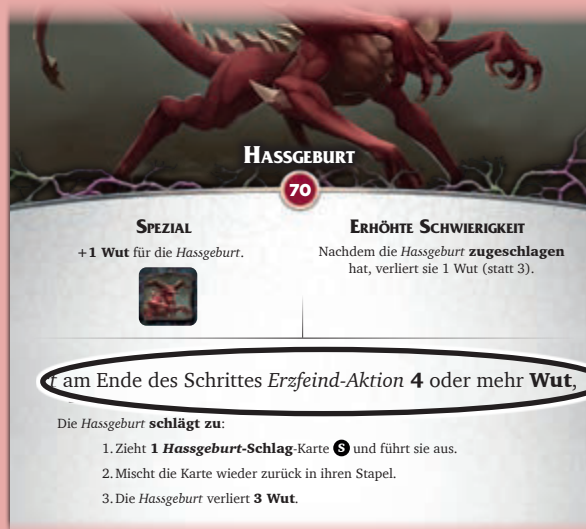 HASSGEBURT
70
SPEZIAL
+1 Wut für die Hassgeburt.
ERHÖHTE SCHWIERIGKEIT
Nachdem die Hassgeburt zugeschlagen
hat, verliert sie 1 Wut (statt 3).
am Ende des Schrittes Erzfeind-Aktion 4 oder mehr Wut,
Die Hassgeburt schlägt zu:
1. Zieht 1 Hassgeburt-Schlag-Karte S und führt sie aus.
2. Mischt die Karte wieder zurück in ihren Stapel.
3. Die Hassgeburt verliert 3 Wut.